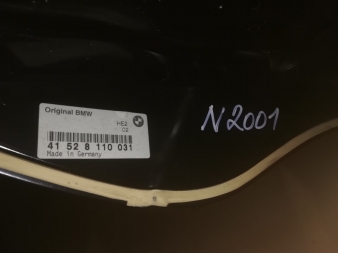 Original BMW
HE2
02
41 52 8 110 031
Made in Germany
N2001